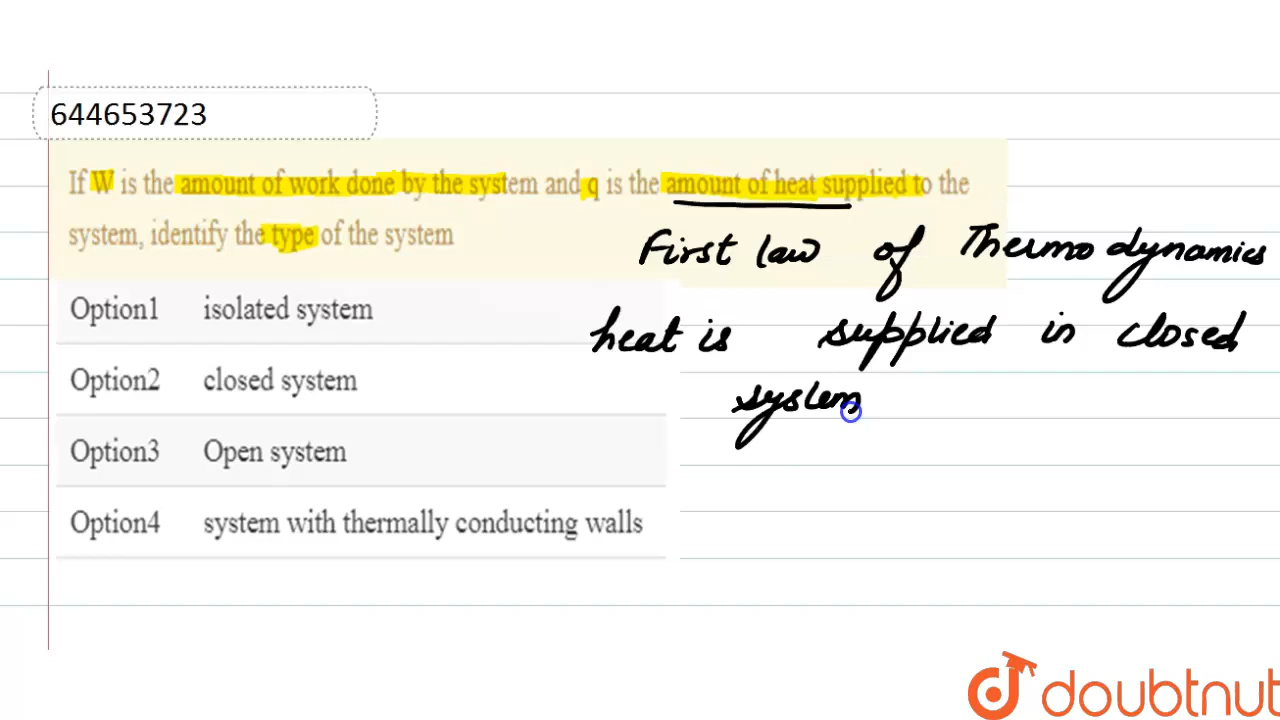 644653723
If W is the amount of work done by the system and q is the amount of heat supplied to the
system, identify the type of the system
First law of Thermodynamics
Option1 isolated system
heat is supplied in closed
Option2 closed system
system
Option3 Open system
Option4 system with thermally conducting walls
doubtnut